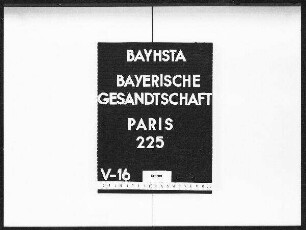 BAYHSTA
BAYERISCHE
GESANDTSCHAFT
PARIS
225
V-16